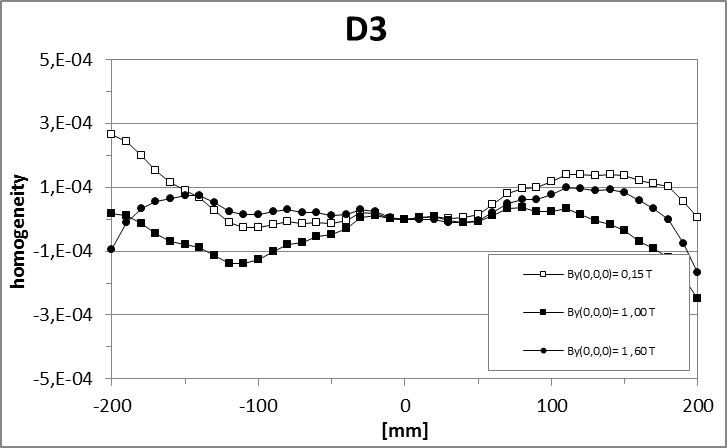 D3
5,E-04
3,E-04
1,E-04
-1,E-04
-3,E-04
-5,E-04
homogeneity
By(0,0,0)= 0,15 T
By(0,0,0)= 1,00 T
By(0,0,0)= 1,60 T
-200 -100 0 100 200
[mm]